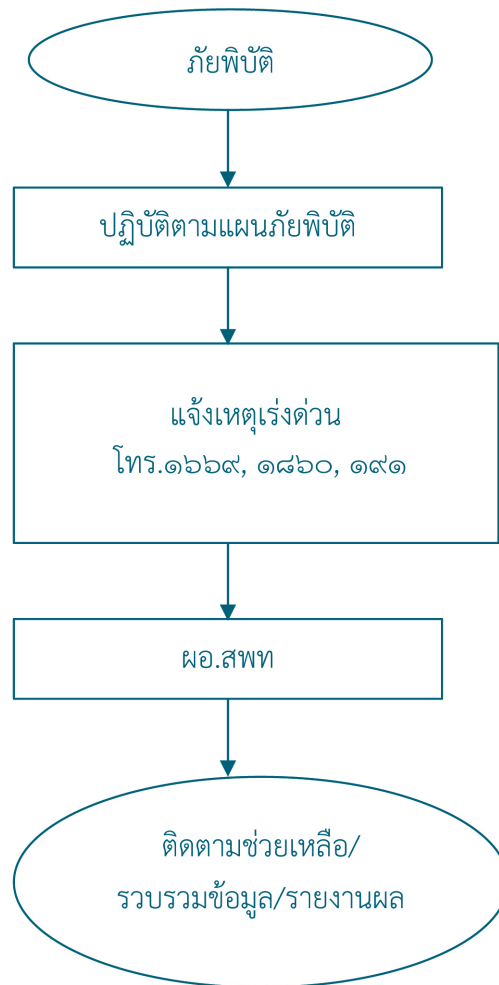 ภัยพิบัติ
ปฏิบัติตามแผนภัยพิบัติ
แจ้งเหตุเร่งด่วน
โทร.๑๖๖๙, ๑๘๖๐, ๑๙๑
ผอ.สพท
ติดตามช่วยเหลือ/
รวบรวมข้อมูล/รายงานผล